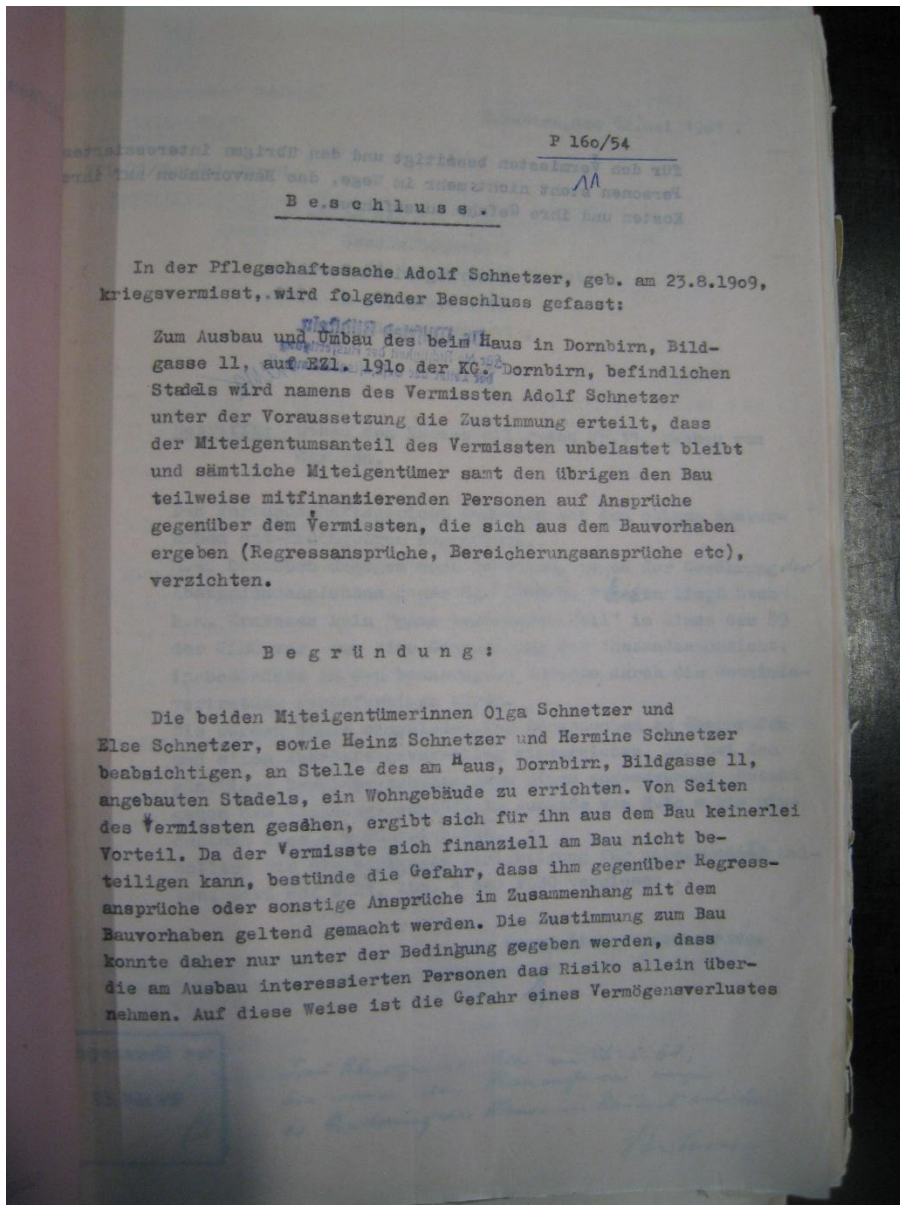 P 160/54
11
Beschluss.
In der Pflegschaftssache Adolf Schnetzer, geb. am 23.8.1909,
kriegsvermisst, wird folgender Beschluss gefasst:
Zum Ausbau und Umbau des beim Haus in Dornbirn, Bild-
gasse 11, auf EZl. 1910 der KG. Dornbirn, befindlichen
Stadels wird namens des Vermissten Adolf Schnetzer
unter der Voraussetzung die Zustimmung erteilt, dass
der Miteigentumsanteil des Vermissten unbelastet bleibt
und sämtliche Miteigentümer samt den übrigen den Bau
teilweise mitfinanzierenden Personen auf Ansprüche
gegenüber dem Vermissten, die sich aus dem Bauvorhaben
ergeben (Regressansprüche, Bereicherungsansprüche etc),
verzichten.
Begründung:
Die beiden Miteigentümerinnen Olga Schnetzer und
Else Schnetzer, sowie Heinz Schnetzer und Hermine Schnetzer
beabsichtigen, an Stelle des am Haus, Dornbirn, Bildgasse 11,
angebauten Stadels, ein Wohngebäude zu errichten. Von Seiten
des Vermissten gesehen, ergibt sich für ihn aus dem Bau keinerlei
Vorteil. Da der Vermisste sich finanziell am Bau nicht be-
teiligen kann, bestünde die Gefahr, dass ihm gegenüber Regress-
ansprüche oder sonstige Ansprüche im Zusammenhang mit dem
Bauvorhaben geltend gemacht werden. Die Zustimmung zum Bau
konnte daher nur unter der Bedingung gegeben werden, dass
die am Ausbau interessierten Personen das Risiko allein über-
nehmen. Auf diese Weise ist die Gefahr eines Vermögensverlustes